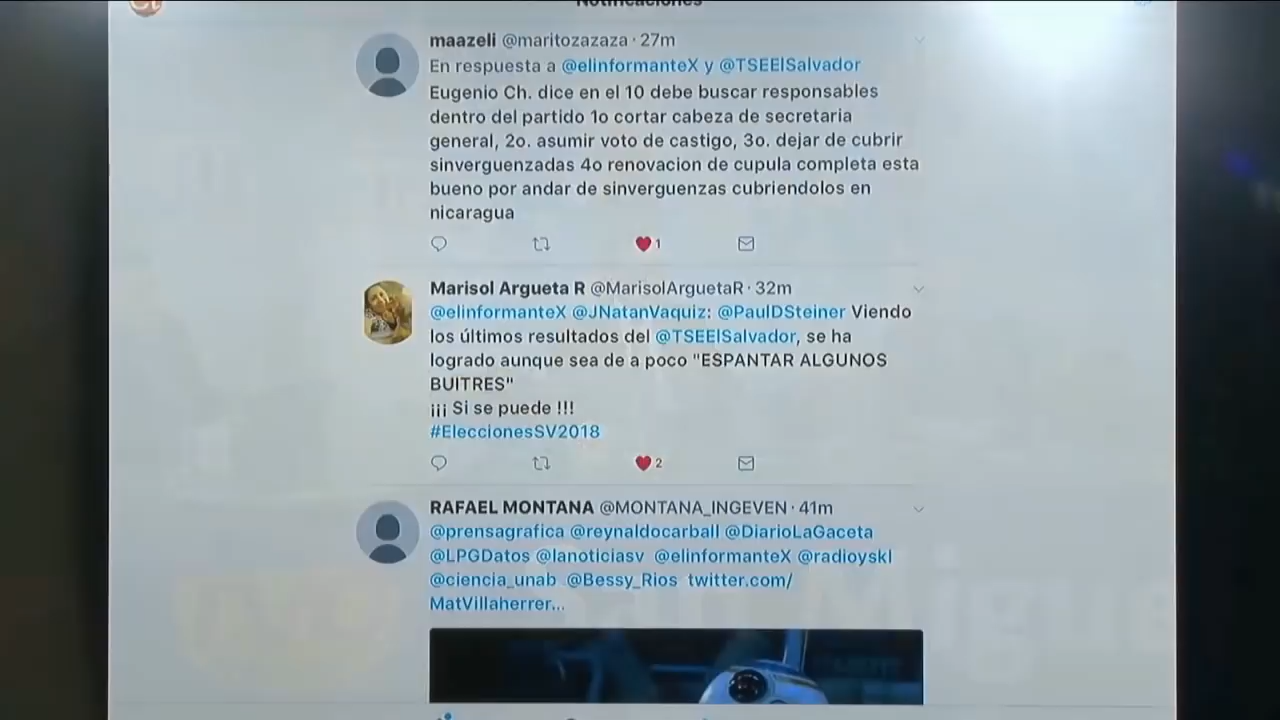 Notificaciones
maazeli @maritozazaza · 27m
En respuesta a @elinformanteX y @TSEElSalvador
Eugenio Ch. dice en el 10 debe buscar responsables
dentro del partido 1o cortar cabeza de secretaria
general, 2o. asumir voto de castigo, 3o. dejar de cubrir
sinverguenzadas 4o renovacion de cupula completa esta
bueno por andar de sinverguenzas cubriendolos en
nicaragua
1
Marisol Argueta R @MarisolArguetaR · 32m
@elinformanteX @JNatanVaquiz: @PaulDSteiner Viendo
los últimos resultados del @TSEElSalvador, se ha
logrado aunque sea de a poco "ESPANTAR ALGUNOS
BUITRES"
¡¡¡ Si se puede !!!
#EleccionesSV2018
2
RAFAEL MONTANA @MONTANA_INGEVEN · 41m
@prensagrafica @reynaldocarball @DiarioLaGaceta
@LPGDatos @lanoticiasv @elinformanteX @radioyskl
@ciencia_unab @Bessy_Rios twitter.com/
MatVillaherrer...